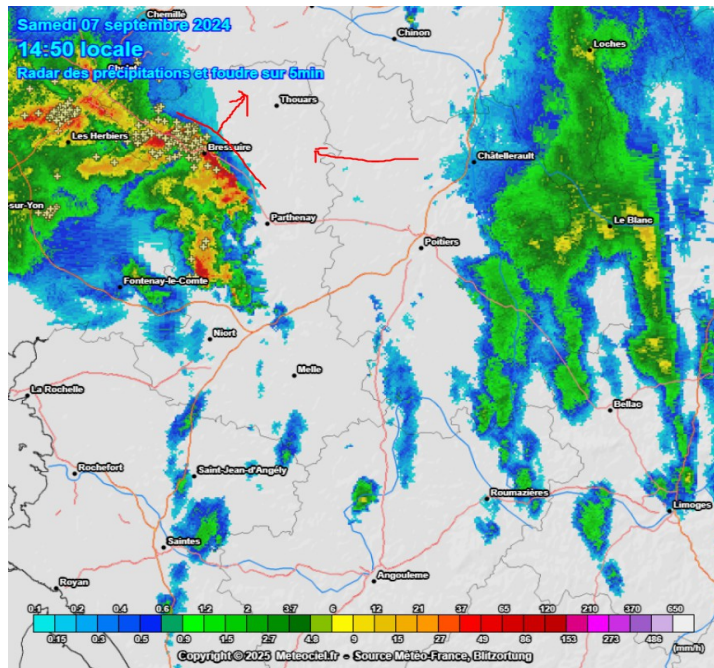 Chemillé
Samedi 07 septembre 2024
Chinon
14:50 locale
Loches
Radar des précipitations et foudre sur 5min
Thouars
Les Herbiers
Bressuire
Châtellerault
-sur-Yon
Parthenay
Le Blanc
Poitiers
Fontenay-le-Comte
Niort
Melle
La Rochelle
Bellac
Rochefort
Saint-Jean-d'Angély
Roumazières
Limoges
Saintes
Angouleme
Royan
0.1 0.2 0.4 0.6 1.2 2 3.7 6 12 21 37 65 120 210 370 650
0.15 0.3 0.5 0.9 1.5 2.7 4.8 9 15 27 49 86 153 273 486 (mm/h)
Copyright © 2025 Meteociel.fr - Source Météo-France, Blitzortung